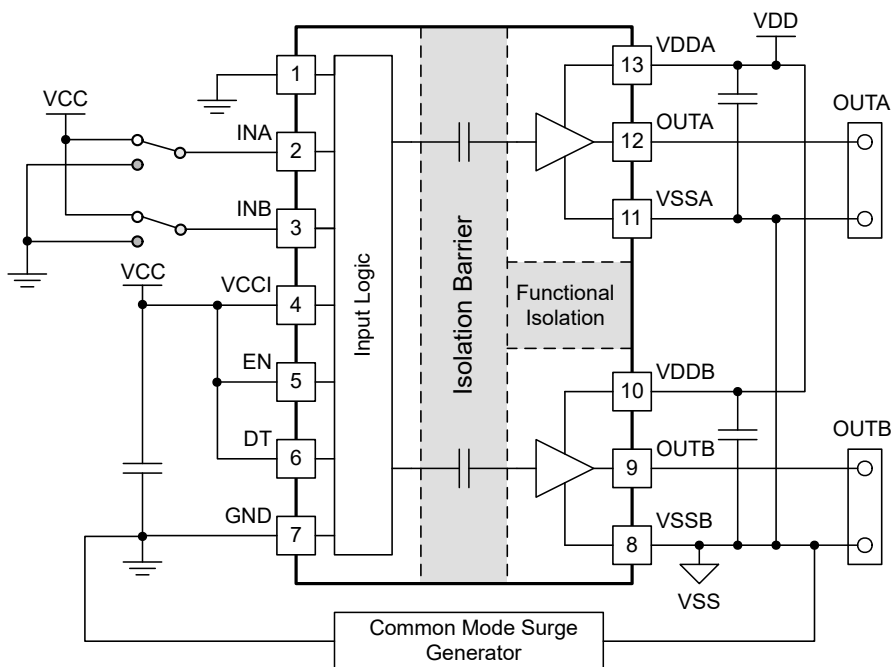 VDD
VDDA
1
13
VCC
OUTA
INA
OUTA
2
12
INB
VSSA
3
11
VCC
VCCI
4
Input Logic
Isolation Barrier
Functional
Isolation
EN
5
VDDB
10
DT
OUTB
OUTB
6
9
GND
VSSB
7
8
VSS
Common Mode Surge
Generator